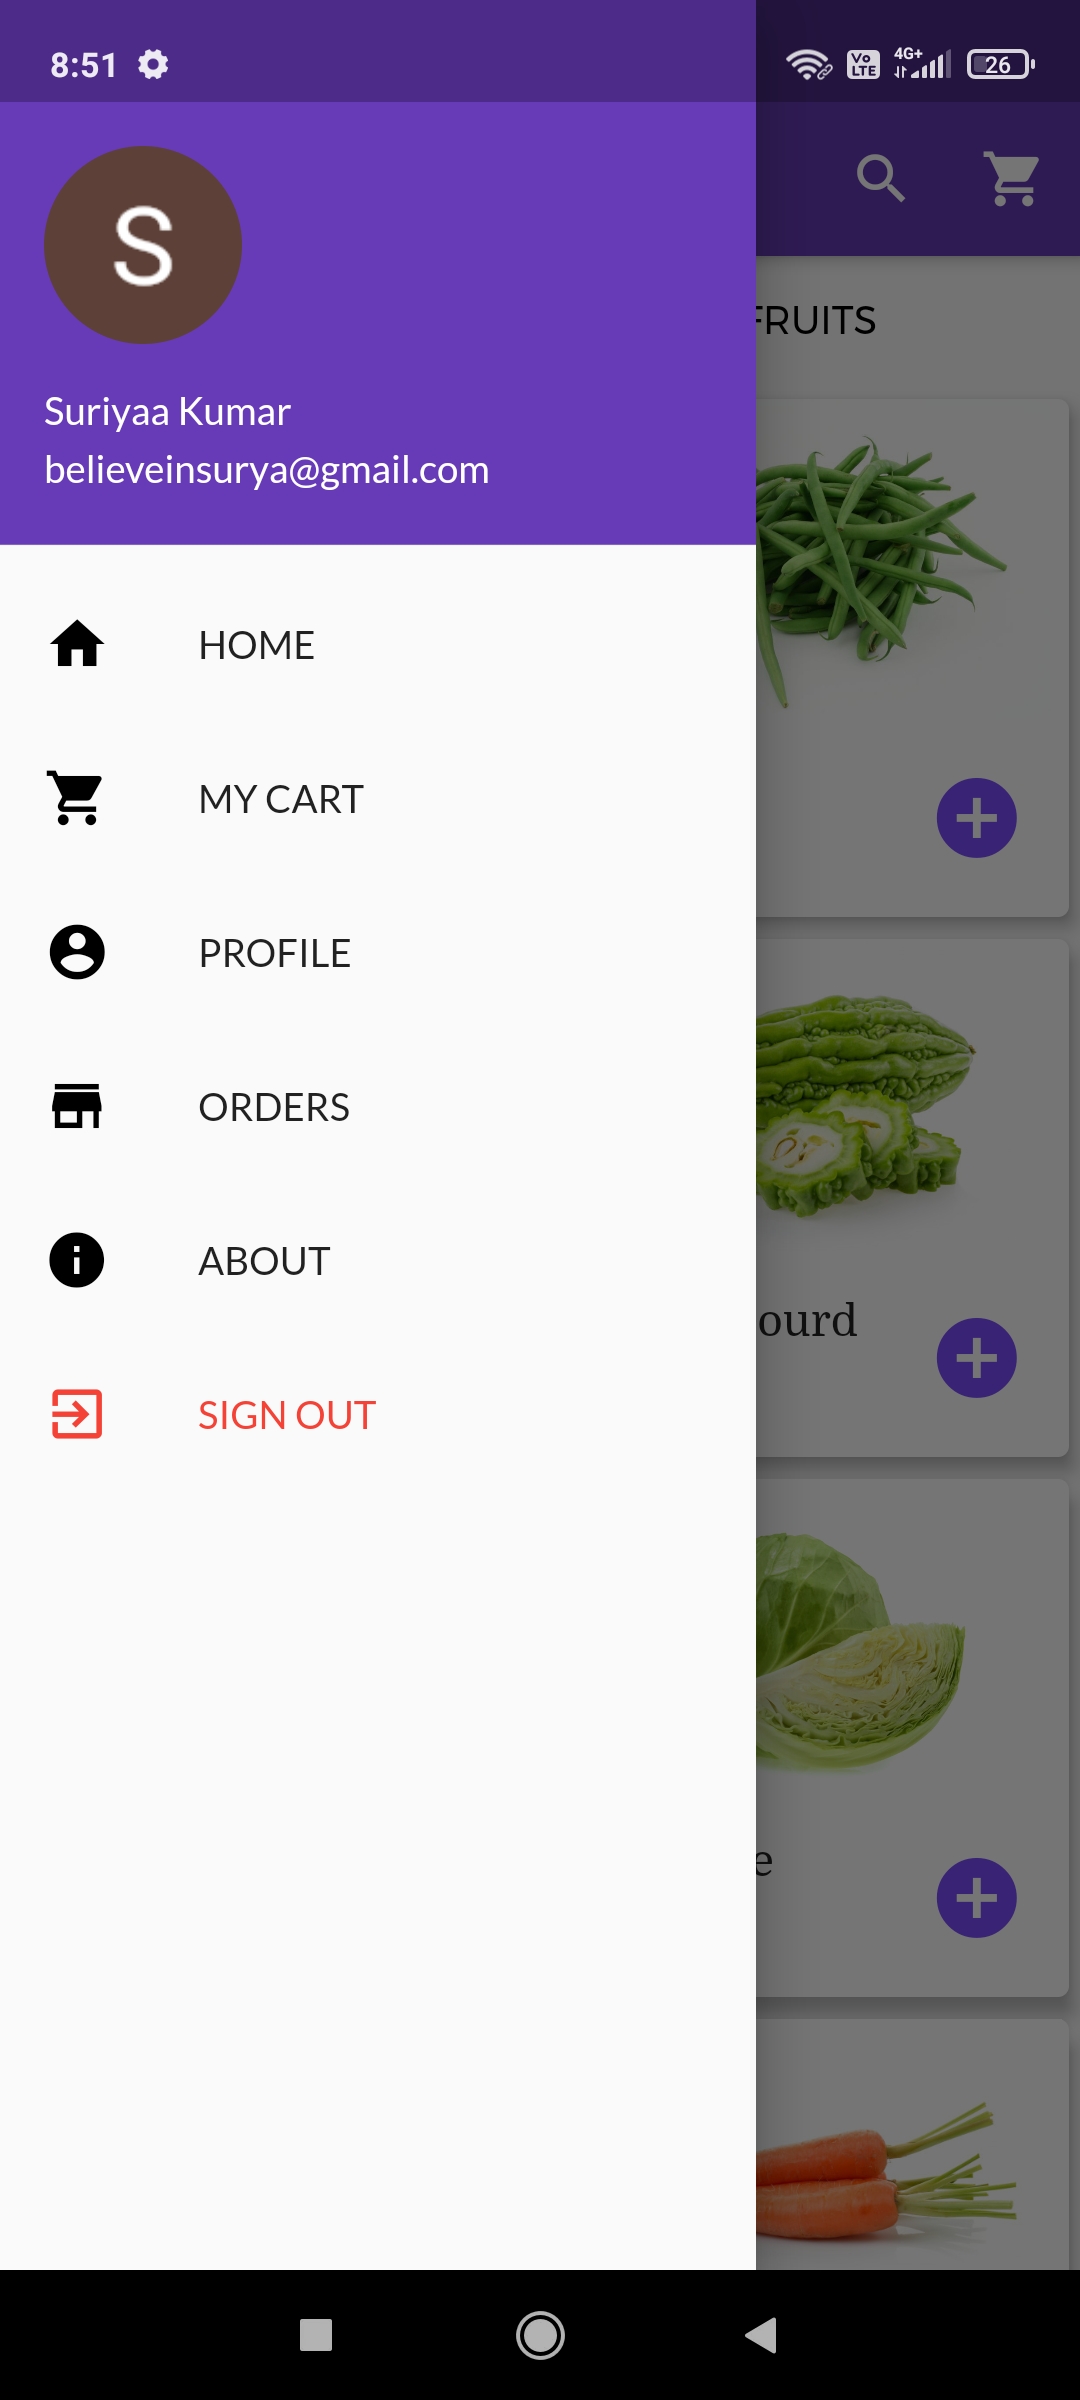 8:51
Vo
LTE
4G+
26
S
FRUITS
Suriyaa Kumar
believeinsurya@gmail.com
HOME
MY CART
PROFILE
ORDERS
ABOUT
ourd
SIGN OUT
e